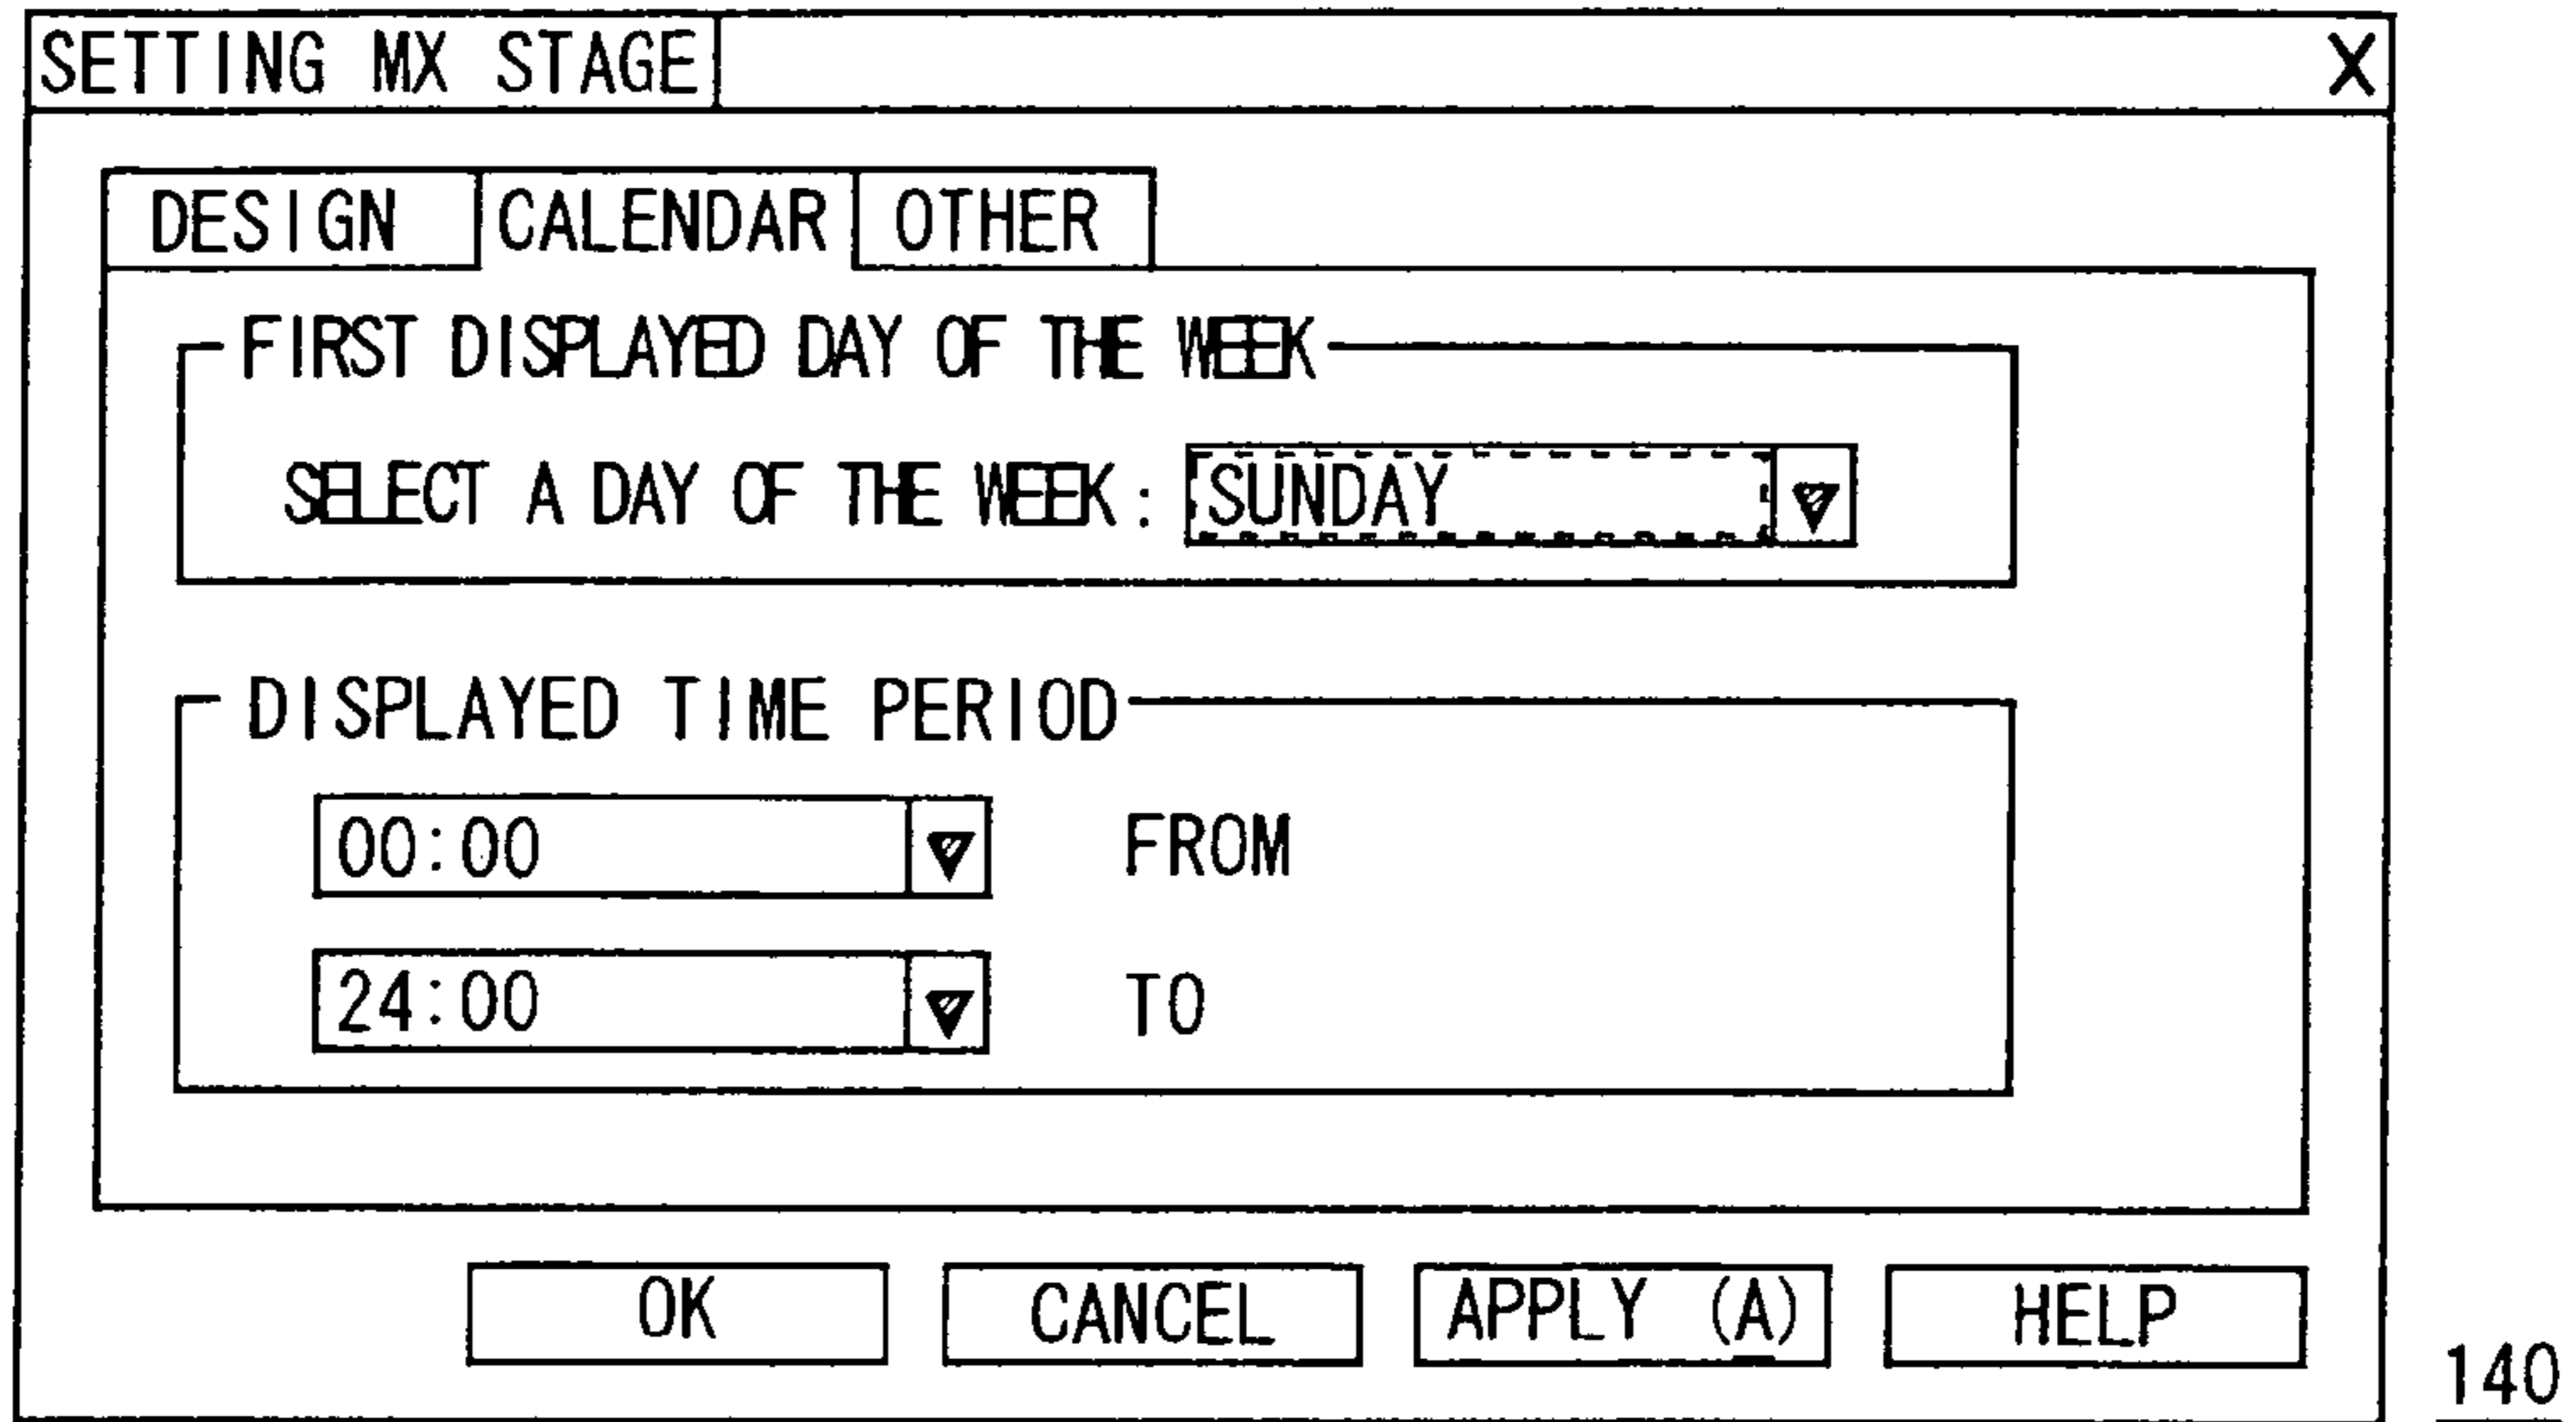 SETTING MX STAGE X
DESIGN CALENDAR OTHER
FIRST DISPLAYED DAY OF THE WEEK
SELECT A DAY OF THE WEEK: SUNDAY
DISPLAYED TIME PERIOD
00:00 FROM
24:00 TO
OK CANCEL APPLY (A) HELP
140